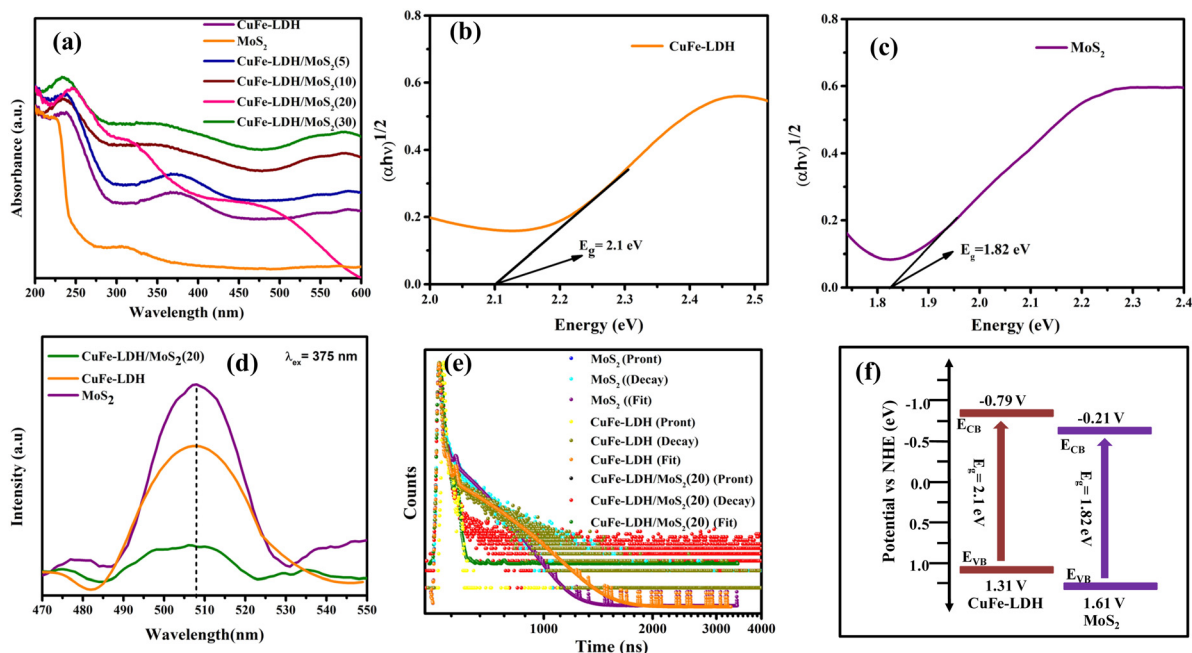 (a)
CuFe-LDH
MoS₂
CuFe-LDH/MoS₂(5)
CuFe-LDH/MoS₂(10)
CuFe-LDH/MoS₂(20)
CuFe-LDH/MoS₂(30)
Absorbance (a.u.)
200 250 300 350 400 450 500 550 600
Wavelength (nm)
(b)
CuFe-LDH
(αhν)^1/2
0.8
0.6
0.4
0.2
0.0
E_g= 2.1 eV
2.0 2.1 2.2 2.3 2.4 2.5
Energy (eV)
(c)
MoS₂
(αhν)^1/2
0.8
0.6
0.4
0.2
0.0
E_g=1.82 eV
1.8 1.9 2.0 2.1 2.2 2.3 2.4
Energy (eV)
(d)
λ_ex= 375 nm
CuFe-LDH/MoS₂(20)
CuFe-LDH
MoS₂
Intensity (a.u)
470 480 490 500 510 520 530 540 550
Wavelength(nm)
(e)
MoS₂ (Pront)
MoS₂ ((Decay)
MoS₂ ((Fit)
CuFe-LDH (Pront)
CuFe-LDH (Decay)
CuFe-LDH (Fit)
CuFe-LDH/MoS₂(20) (Pront)
CuFe-LDH/MoS₂(20) (Decay)
CuFe-LDH/MoS₂(20) (Fit)
Counts
1000 2000 3000 4000
Time (ns)
(f)
Potential vs NHE (eV)
-1.0
-0.5
0.0
0.5
1.0
-0.79 V
E_CB
E_g= 2.1 eV
E_VB
1.31 V
CuFe-LDH
-0.21 V
E_CB
E_g= 1.82 eV
E_VB
1.61 V
MoS₂